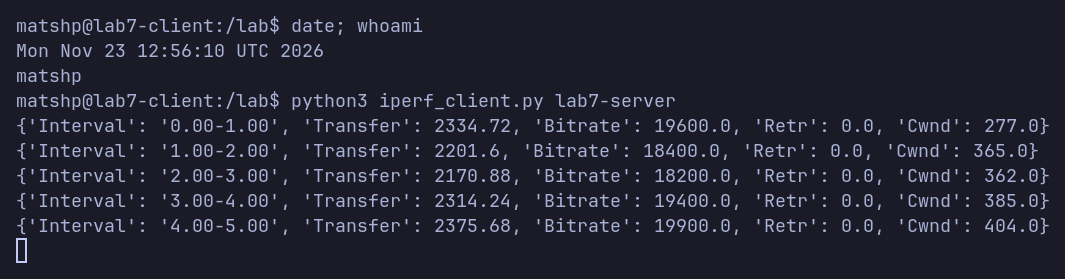 matshp@lab7-client:/lab$ date; whoami
Mon Nov 23 12:56:10 UTC 2026
matshp
matshp@lab7-client:/lab$ python3 iperf_client.py lab7-server
{'Interval': '0.00-1.00', 'Transfer': 2334.72, 'Bitrate': 19600.0, 'Retr': 0.0, 'Cwnd': 277.0}
{'Interval': '1.00-2.00', 'Transfer': 2201.6, 'Bitrate': 18400.0, 'Retr': 0.0, 'Cwnd': 365.0}
{'Interval': '2.00-3.00', 'Transfer': 2170.88, 'Bitrate': 18200.0, 'Retr': 0.0, 'Cwnd': 362.0}
{'Interval': '3.00-4.00', 'Transfer': 2314.24, 'Bitrate': 19400.0, 'Retr': 0.0, 'Cwnd': 385.0}
{'Interval': '4.00-5.00', 'Transfer': 2375.68, 'Bitrate': 19900.0, 'Retr': 0.0, 'Cwnd': 404.0}